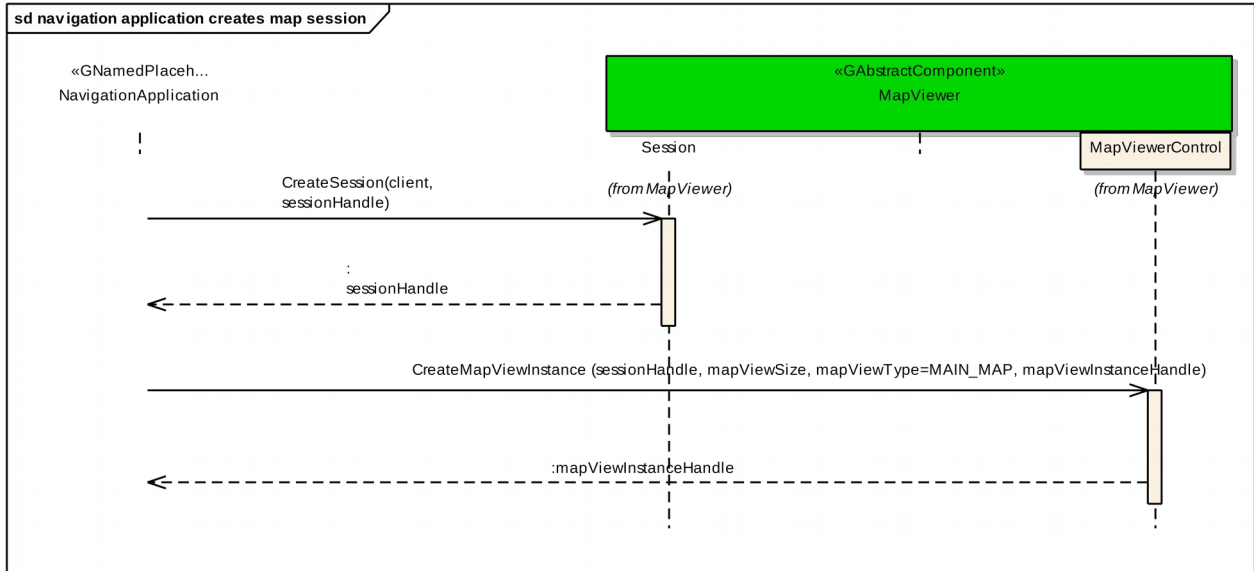 sd navigation application creates map session
«GNamedPlaceh...
NavigationApplication
«GAbstractComponent»
MapViewer
Session
MapViewerControl
(from MapViewer)
(from MapViewer)
CreateSession(client,
sessionHandle)
:
sessionHandle
CreateMapViewInstance (sessionHandle, mapViewSize, mapViewType=MAIN_MAP, mapViewInstanceHandle)
:mapViewInstanceHandle